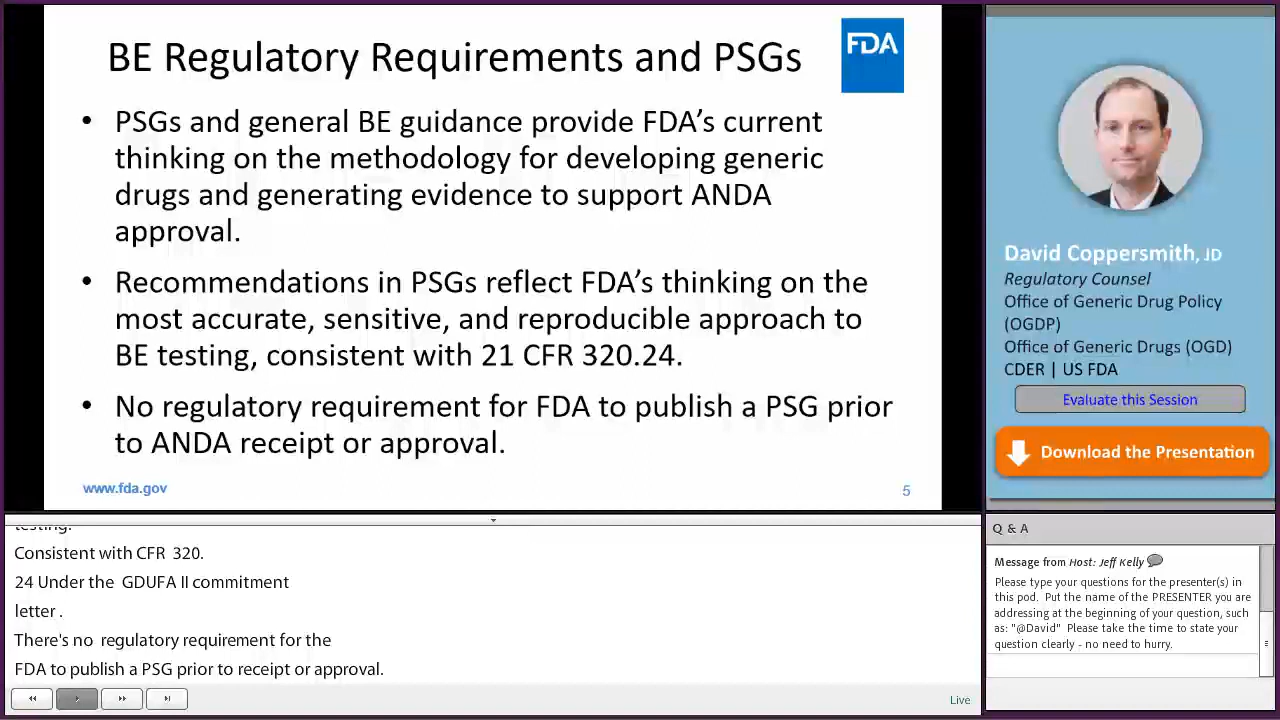 BE Regulatory Requirements and PSGs
FDA
• PSGs and general BE guidance provide FDA’s current
thinking on the methodology for developing generic
drugs and generating evidence to support ANDA
approval.
• Recommendations in PSGs reflect FDA’s thinking on the
most accurate, sensitive, and reproducible approach to
BE testing, consistent with 21 CFR 320.24.
• No regulatory requirement for FDA to publish a PSG prior
to ANDA receipt or approval.
www.fda.gov
5
David Coppersmith, JD
Regulatory Counsel
Office of Generic Drug Policy
(OGDP)
Office of Generic Drugs (OGD)
CDER | US FDA
Evaluate this Session
Download the Presentation
testing.
Consistent with CFR 320.
24 Under the GDUFA II commitment
letter .
There's no regulatory requirement for the
FDA to publish a PSG prior to receipt or approval.
Live
Q & A
Message from Host: Jeff Kelly
Please type your questions for the presenter(s) in
this pod. Put the name of the PRESENTER you are
addressing at the beginning of your question, such
as: "@David" Please take the time to state your
question clearly - no need to hurry.